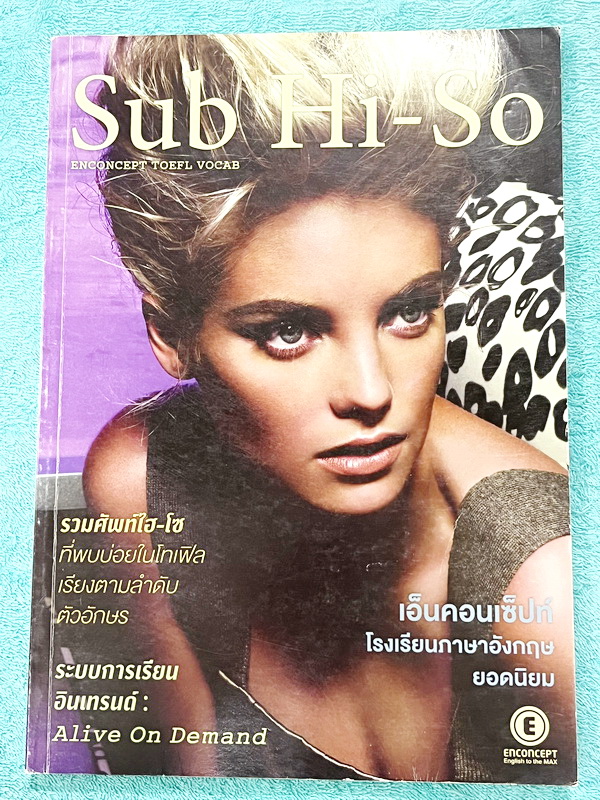 Sub Hi-So
ENCONCEPT TOEFL VOCAB
รวมศัพท์ไฮ-โซ
ที่พบบ่อยในโทเฟิล
เรียงตามลำดับ
ตัวอักษร
ระบบการเรียน
อินเทรนด์ :
Alive On Demand
เอ็นคอนเซ็ปท์
โรงเรียนภาษาอังกฤษ
ยอดนิยม
E
ENCONCEPT
English to the MAX